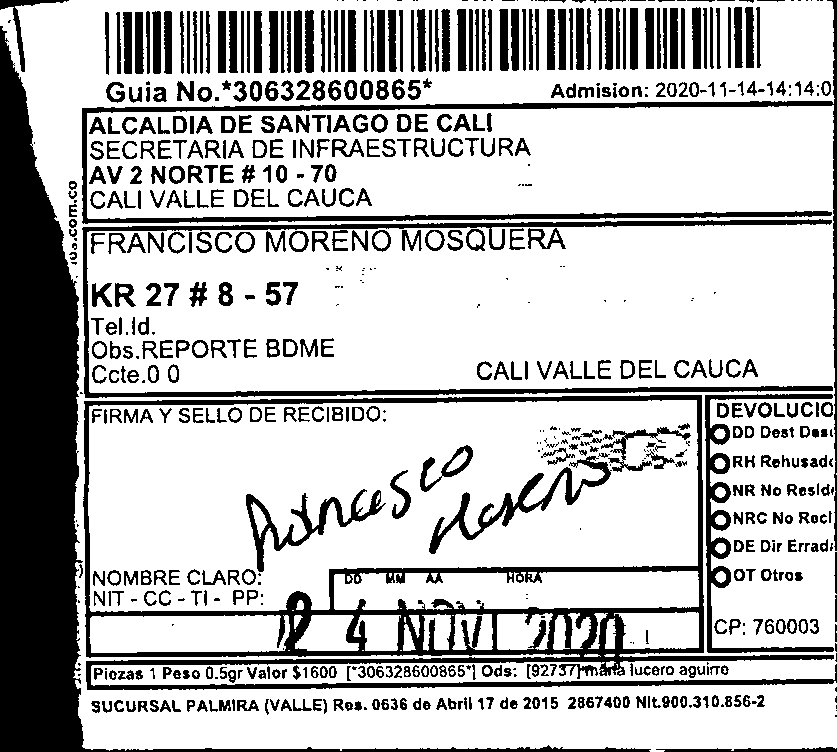 Guia No.*306328600865*
Admision: 2020-11-14-14:14:0
ALCALDIA DE SANTIAGO DE CALI
SECRETARIA DE INFRAESTRUCTURA
AV 2 NORTE # 10 - 70
CALI VALLE DEL CAUCA
FRANCISCO MORENO MOSQUERA
KR 27 # 8 - 57
Tel.Id.
Obs.REPORTE BDME
Ccte.0 0
CALI VALLE DEL CAUCA
FIRMA Y SELLO DE RECIBIDO:
Francisco
Moreno
NOMBRE CLARO:
NIT - CC - TI - PP:
DD MM AA HORA
4 NOV 2020
DEVOLUCIO
DD Dest Des
RH Rehusad
NR No Resid
NRC No Reci
DE Dir Errad
OT Otros
CP: 760003
Piezas 1 Peso 0.5gr Valor $1600 [*306328600865*] Ods: [92737] maria lucero aguirre
SUCURSAL PALMIRA (VALLE) Res. 0636 de Abril 17 de 2015 2867400 Nit.900.310.856-2